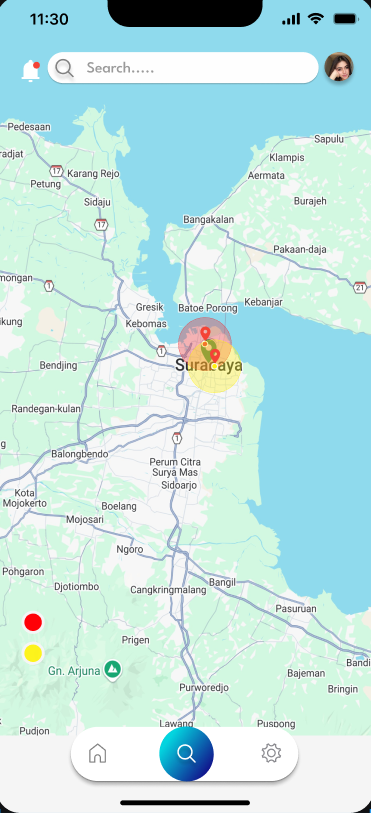 11:30
Search.....
Pedesaan
Sapulu
radjat
17
Karang Rejo
Klampis
Petung
Aermata
Sidaju
Burajeh
17
Bangakalan
Pakaan-daja
mongan
1
21
Gresik
Batoe Porong
Kebanjar
ikung
Kebomas
1
Bendjing
Surabaya
Randegan-kulan
g
1
Balongbendo
Perum Citra
Surya Mas
Sidoarjo
Kota
Mojokerto
Boelang
Mojosari
Ngoro
Pohgaron
Bangil
Djotiombo
Cangkringmalang
Pasuruan
Prigen
Bandi
Gn. Arjuna
Bajeman
Purworedjo
Bringin
Lawang
Puspong
Pudjon